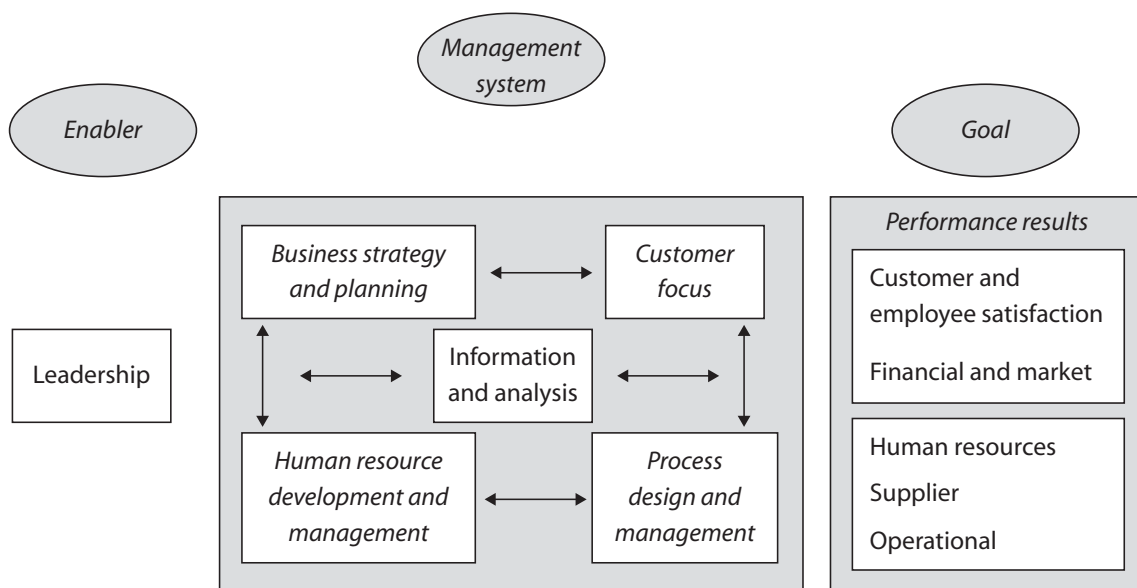 Management
system
Enabler
Goal
Business strategy
and planning
Customer
focus
Leadership
Information
and analysis
Human resource
development and
management
Process
design and
management
Performance results
Customer and
employee satisfaction
Financial and market
Human resources
Supplier
Operational